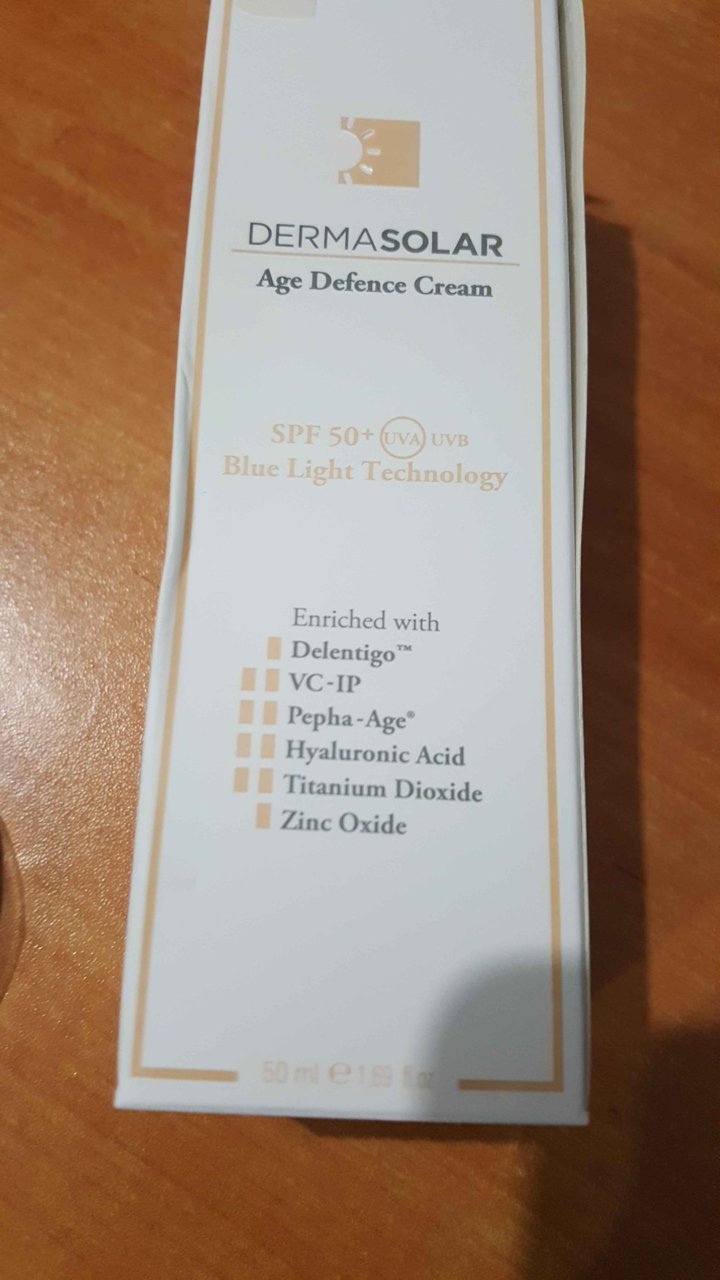 DERMASOLAR
Age Defence Cream
SPF 50+ UVA UVB
Blue Light Technology
Enriched with
Delentigo™
VC-IP
Pepha-Age®
Hyaluronic Acid
Titanium Dioxide
Zinc Oxide
50 ml ℮ 1.69 fl.oz